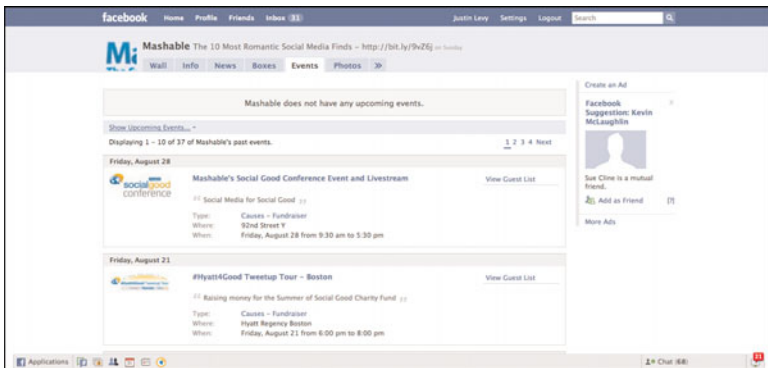 facebook Home Profile Friends Inbox 31 Justin Levy Settings Logout Search
Mashable The 10 Most Romantic Social Media Finds – http://bit.ly/9vZ6j on Sunday
Wall Info News Boxes Events Photos »
Create an Ad
Mashable does not have any upcoming events.
Facebook Suggestion: Kevin McLaughlin
Show Upcoming Events...
Displaying 1 – 10 of 37 of Mashable's past events. 1 2 3 4 Next
Friday, August 28
socialgood conference
Mashable's Social Good Conference Event and Livestream View Guest List
Social Media for Social Good
Type: Causes – Fundraiser
Where: 92nd Street Y
When: Friday, August 28 from 9:30 am to 5:30 pm
Sue Cline is a mutual friend.
Add as Friend [?]
More Ads
Friday, August 21
#Hyatt4Good Tweetup Tour – Boston View Guest List
Raising money for the Summer of Social Good Charity Fund
Type: Causes – Fundraiser
Where: Hyatt Regency Boston
When: Friday, August 21 from 6:00 pm to 8:00 pm
Applications Chat (68) 31